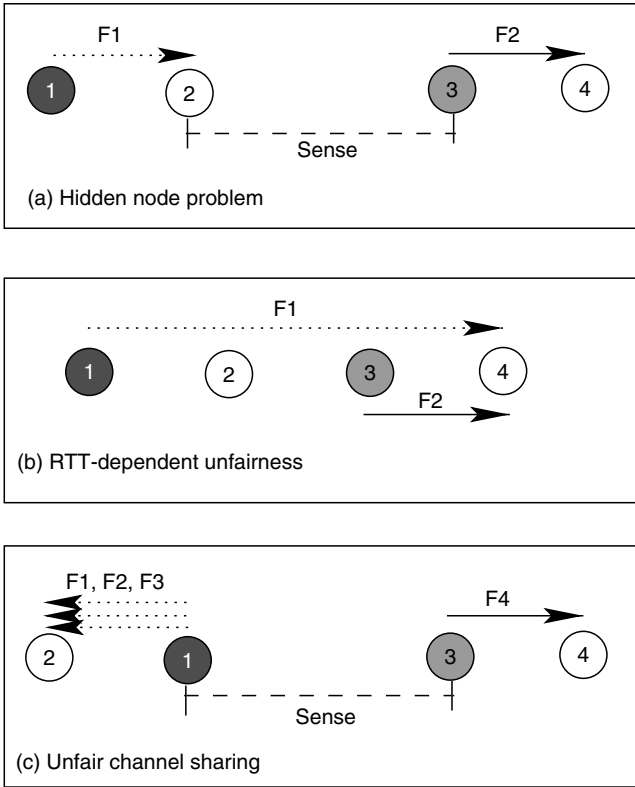 F1
F2
1
2
3
4
Sense
(a) Hidden node problem
F1
1
2
3
4
F2
(b) RTT-dependent unfairness
F1, F2, F3
F4
2
1
3
4
Sense
(c) Unfair channel sharing